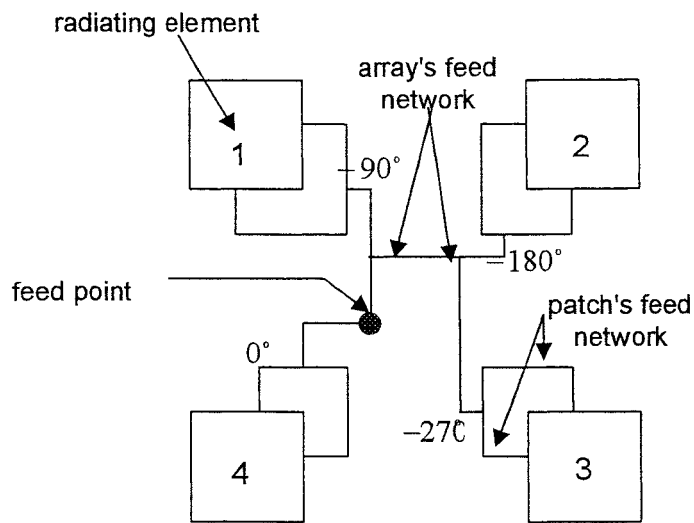 radiating element
array's feed
network
1
2
–90°
–180°
feed point
patch's feed
network
0°
–270
4
3